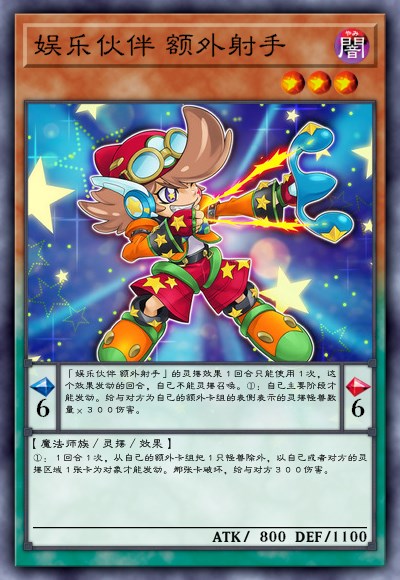 娱乐伙伴 额外射手
やみ
闇
「娱乐伙伴 额外射手」的灵摆效果1回合只能使用1次，这
个效果发动的回合，自己不能灵摆召唤。①：自己主要阶段才
能发动。给与对方为自己的额外卡组的表侧表示的灵摆怪兽数
量×300伤害。
6
6
【魔法师族／灵摆／效果】
①：1回合1次，从自己的额外卡组把1只怪兽除外，以自己或者对方的灵
摆区域1张卡为对象才能发动。那张卡破坏，给与对方300伤害。
ATK/ 800 DEF/1100